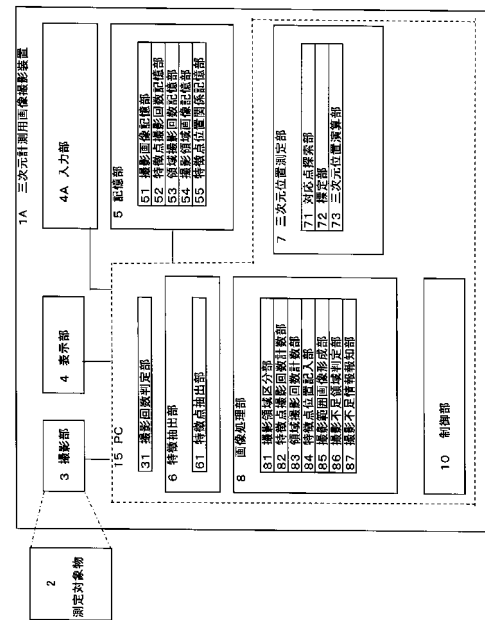 1A 三次元計測用画像撮影装置
2
測定対象物
3 撮影部
4 表示部
4A 入力部
5 記憶部
51 撮影画像記憶部
52 特徴点撮影回数記憶部
53 領域撮影回数記憶部
54 撮影領域画像記憶部
55 特徴点位置関係記憶部
15 PC
31 撮影回数判定部
6 特徴抽出部
61 特徴点抽出部
7 三次元位置測定部
71 対応点探索部
72 標定部
73 三次元位置演算部
8 画像処理部
81 撮影領域区分部
82 特徴点撮影回数計数部
83 領域撮影回数計数部
84 特徴点位置記入部
85 撮影範囲画像形成部
86 撮影不足領域判定部
87 撮影不足情報報知部
10 制御部